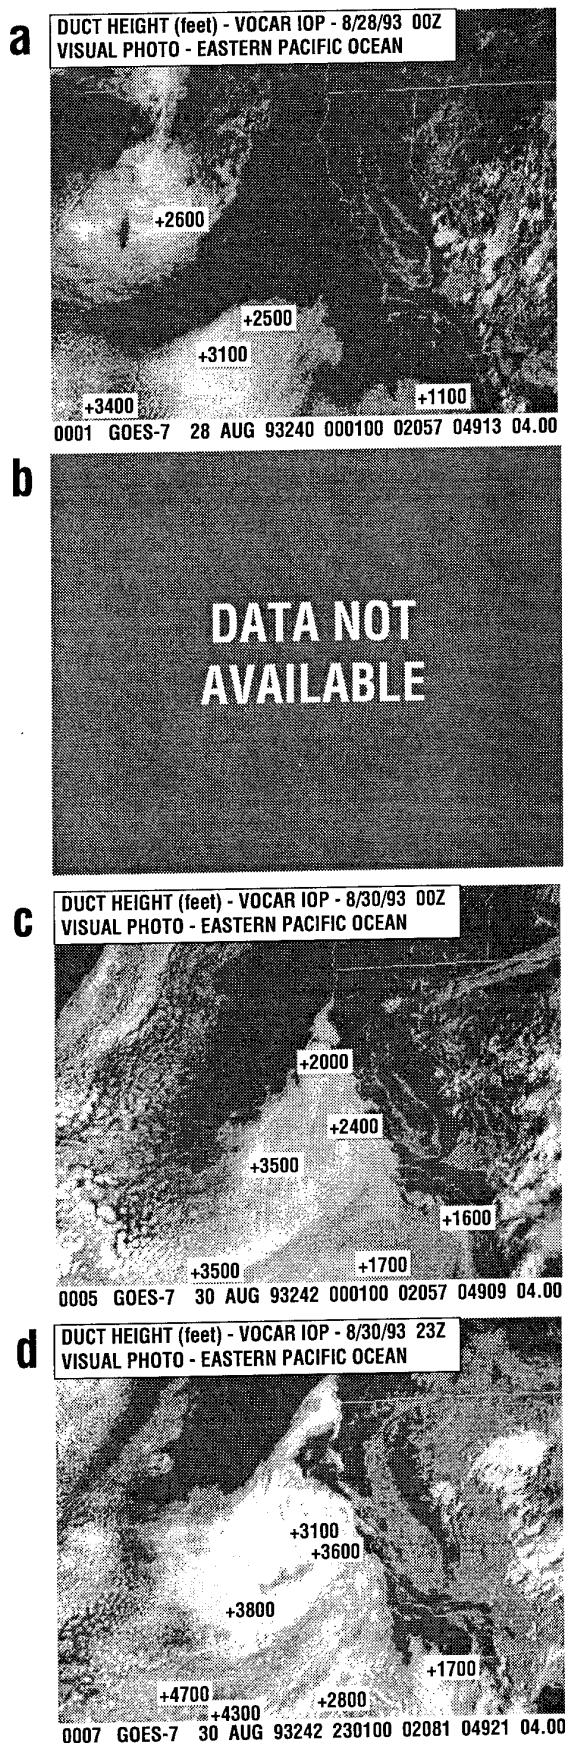 a
DUCT HEIGHT (feet) - VOCAR IOP - 8/28/93 00Z
VISUAL PHOTO - EASTERN PACIFIC OCEAN
+2600
+2500
+3100
+3400
+1100
0001 GOES-7 28 AUG 93240 000100 02057 04913 04.00
b
DATA NOT
AVAILABLE
c
DUCT HEIGHT (feet) - VOCAR IOP - 8/30/93 00Z
VISUAL PHOTO - EASTERN PACIFIC OCEAN
+2000
+2400
+3500
+1600
+3500
+1700
0005 GOES-7 30 AUG 93242 000100 02057 04909 04.00
d
DUCT HEIGHT (feet) - VOCAR IOP - 8/30/93 23Z
VISUAL PHOTO - EASTERN PACIFIC OCEAN
+3100
+3600
+3800
+1700
+4700
+4300
+2800
0007 GOES-7 30 AUG 93242 230100 02081 04921 04.00